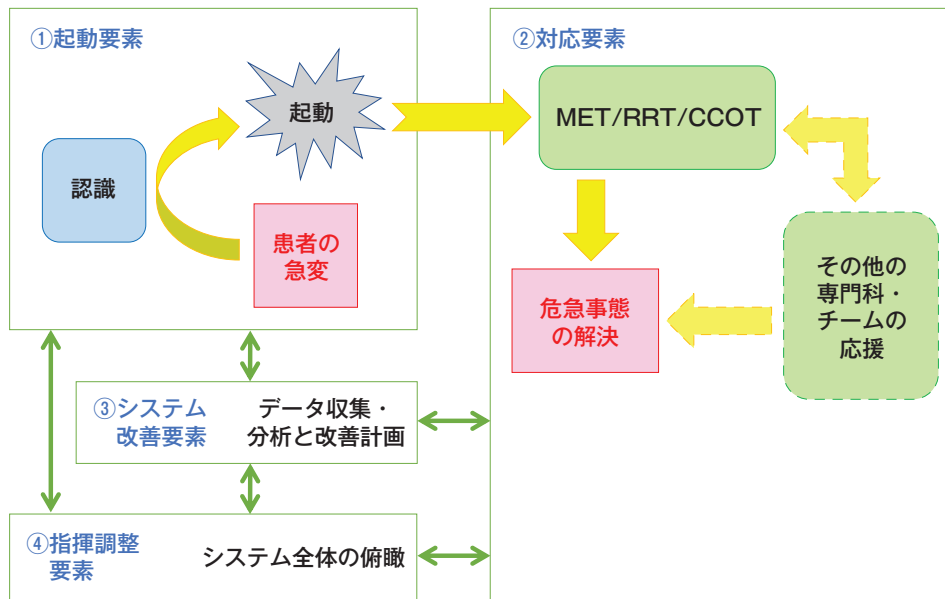 ①起動要素
起動
認識
患者の
急変
②対応要素
MET/RRT/CCOT
その他の
専門科・
チームの
応援
危急事態
の解決
③システム
改善要素
データ収集・
分析と改善計画
④指揮調整
要素
システム全体の俯瞰